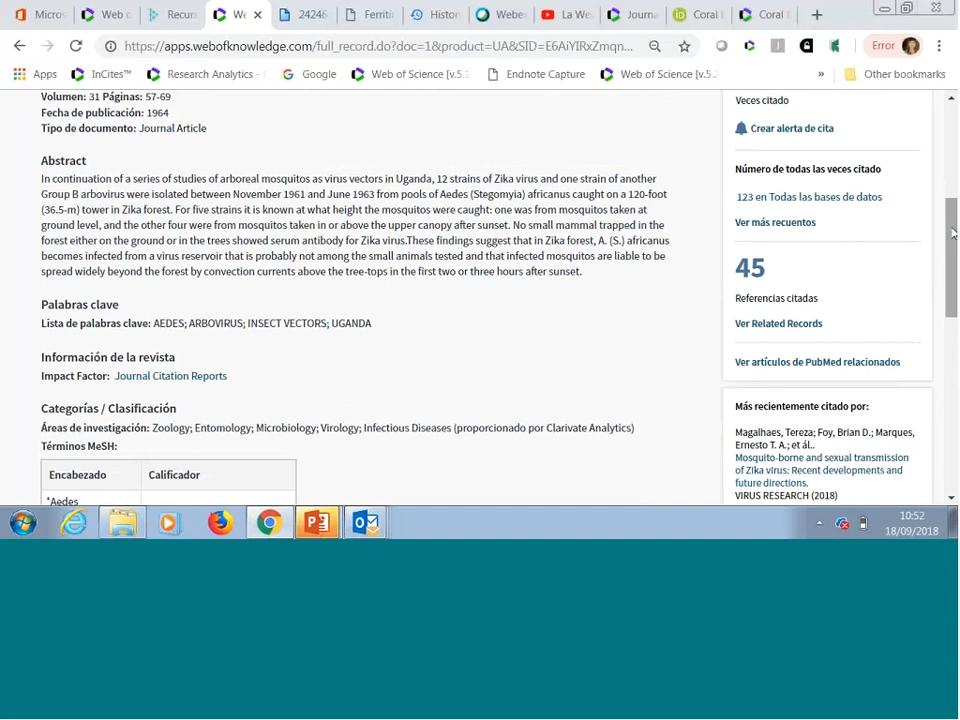 Micros
Web o
Recurs
We
24246
Ferriti
Histor
Webex
La We
Journa
Coral I
Coral I
https://apps.webofknowledge.com/full_record.do?doc=1&product=UA&SID=E6AiYIRxZmqn...
Error
Apps
InCites™
Research Analytics -
Google
Web of Science [v.5.1
Endnote Capture
Web of Science [v.5.2
»
Other bookmarks
Volumen: 31 Páginas: 57-69
Fecha de publicación: 1964
Tipo de documento: Journal Article
Abstract
In continuation of a series of studies of arboreal mosquitos as virus vectors in Uganda, 12 strains of Zika virus and one strain of another
Group B arbovirus were isolated between November 1961 and June 1963 from pools of Aedes (Stegomyia) africanus caught on a 120-foot
(36.5-m) tower in Zika forest. For five strains it is known at what height the mosquitos were caught: one was from mosquitos taken at
ground level, and the other four were from mosquitos taken in or above the upper canopy after sunset. No small mammal trapped in the
forest either on the ground or in the trees showed serum antibody for Zika virus.These findings suggest that in Zika forest, A. (S.) africanus
becomes infected from a virus reservoir that is probably not among the small animals tested and that infected mosquitos are liable to be
spread widely beyond the forest by convection currents above the tree-tops in the first two or three hours after sunset.
Palabras clave
Lista de palabras clave: AEDES; ARBOVIRUS; INSECT VECTORS; UGANDA
Información de la revista
Impact Factor: Journal Citation Reports
Categorías / Clasificación
Áreas de investigación: Zoology; Entomology; Microbiology; Virology; Infectious Diseases (proporcionado por Clarivate Analytics)
Términos MeSH:
Encabezado Calificador
*Aedes
Veces citado
Crear alerta de cita
Número de todas las veces citado
123 en Todas las bases de datos
Ver más recuentos
45
Referencias citadas
Ver Related Records
Ver artículos de PubMed relacionados
Más recientemente citado por:
Magalhaes, Tereza; Foy, Brian D.; Marques,
Ernesto T. A.; et ál..
Mosquito-borne and sexual transmission
of Zika virus: Recent developments and
future directions.
VIRUS RESEARCH (2018)
10:52
18/09/2018